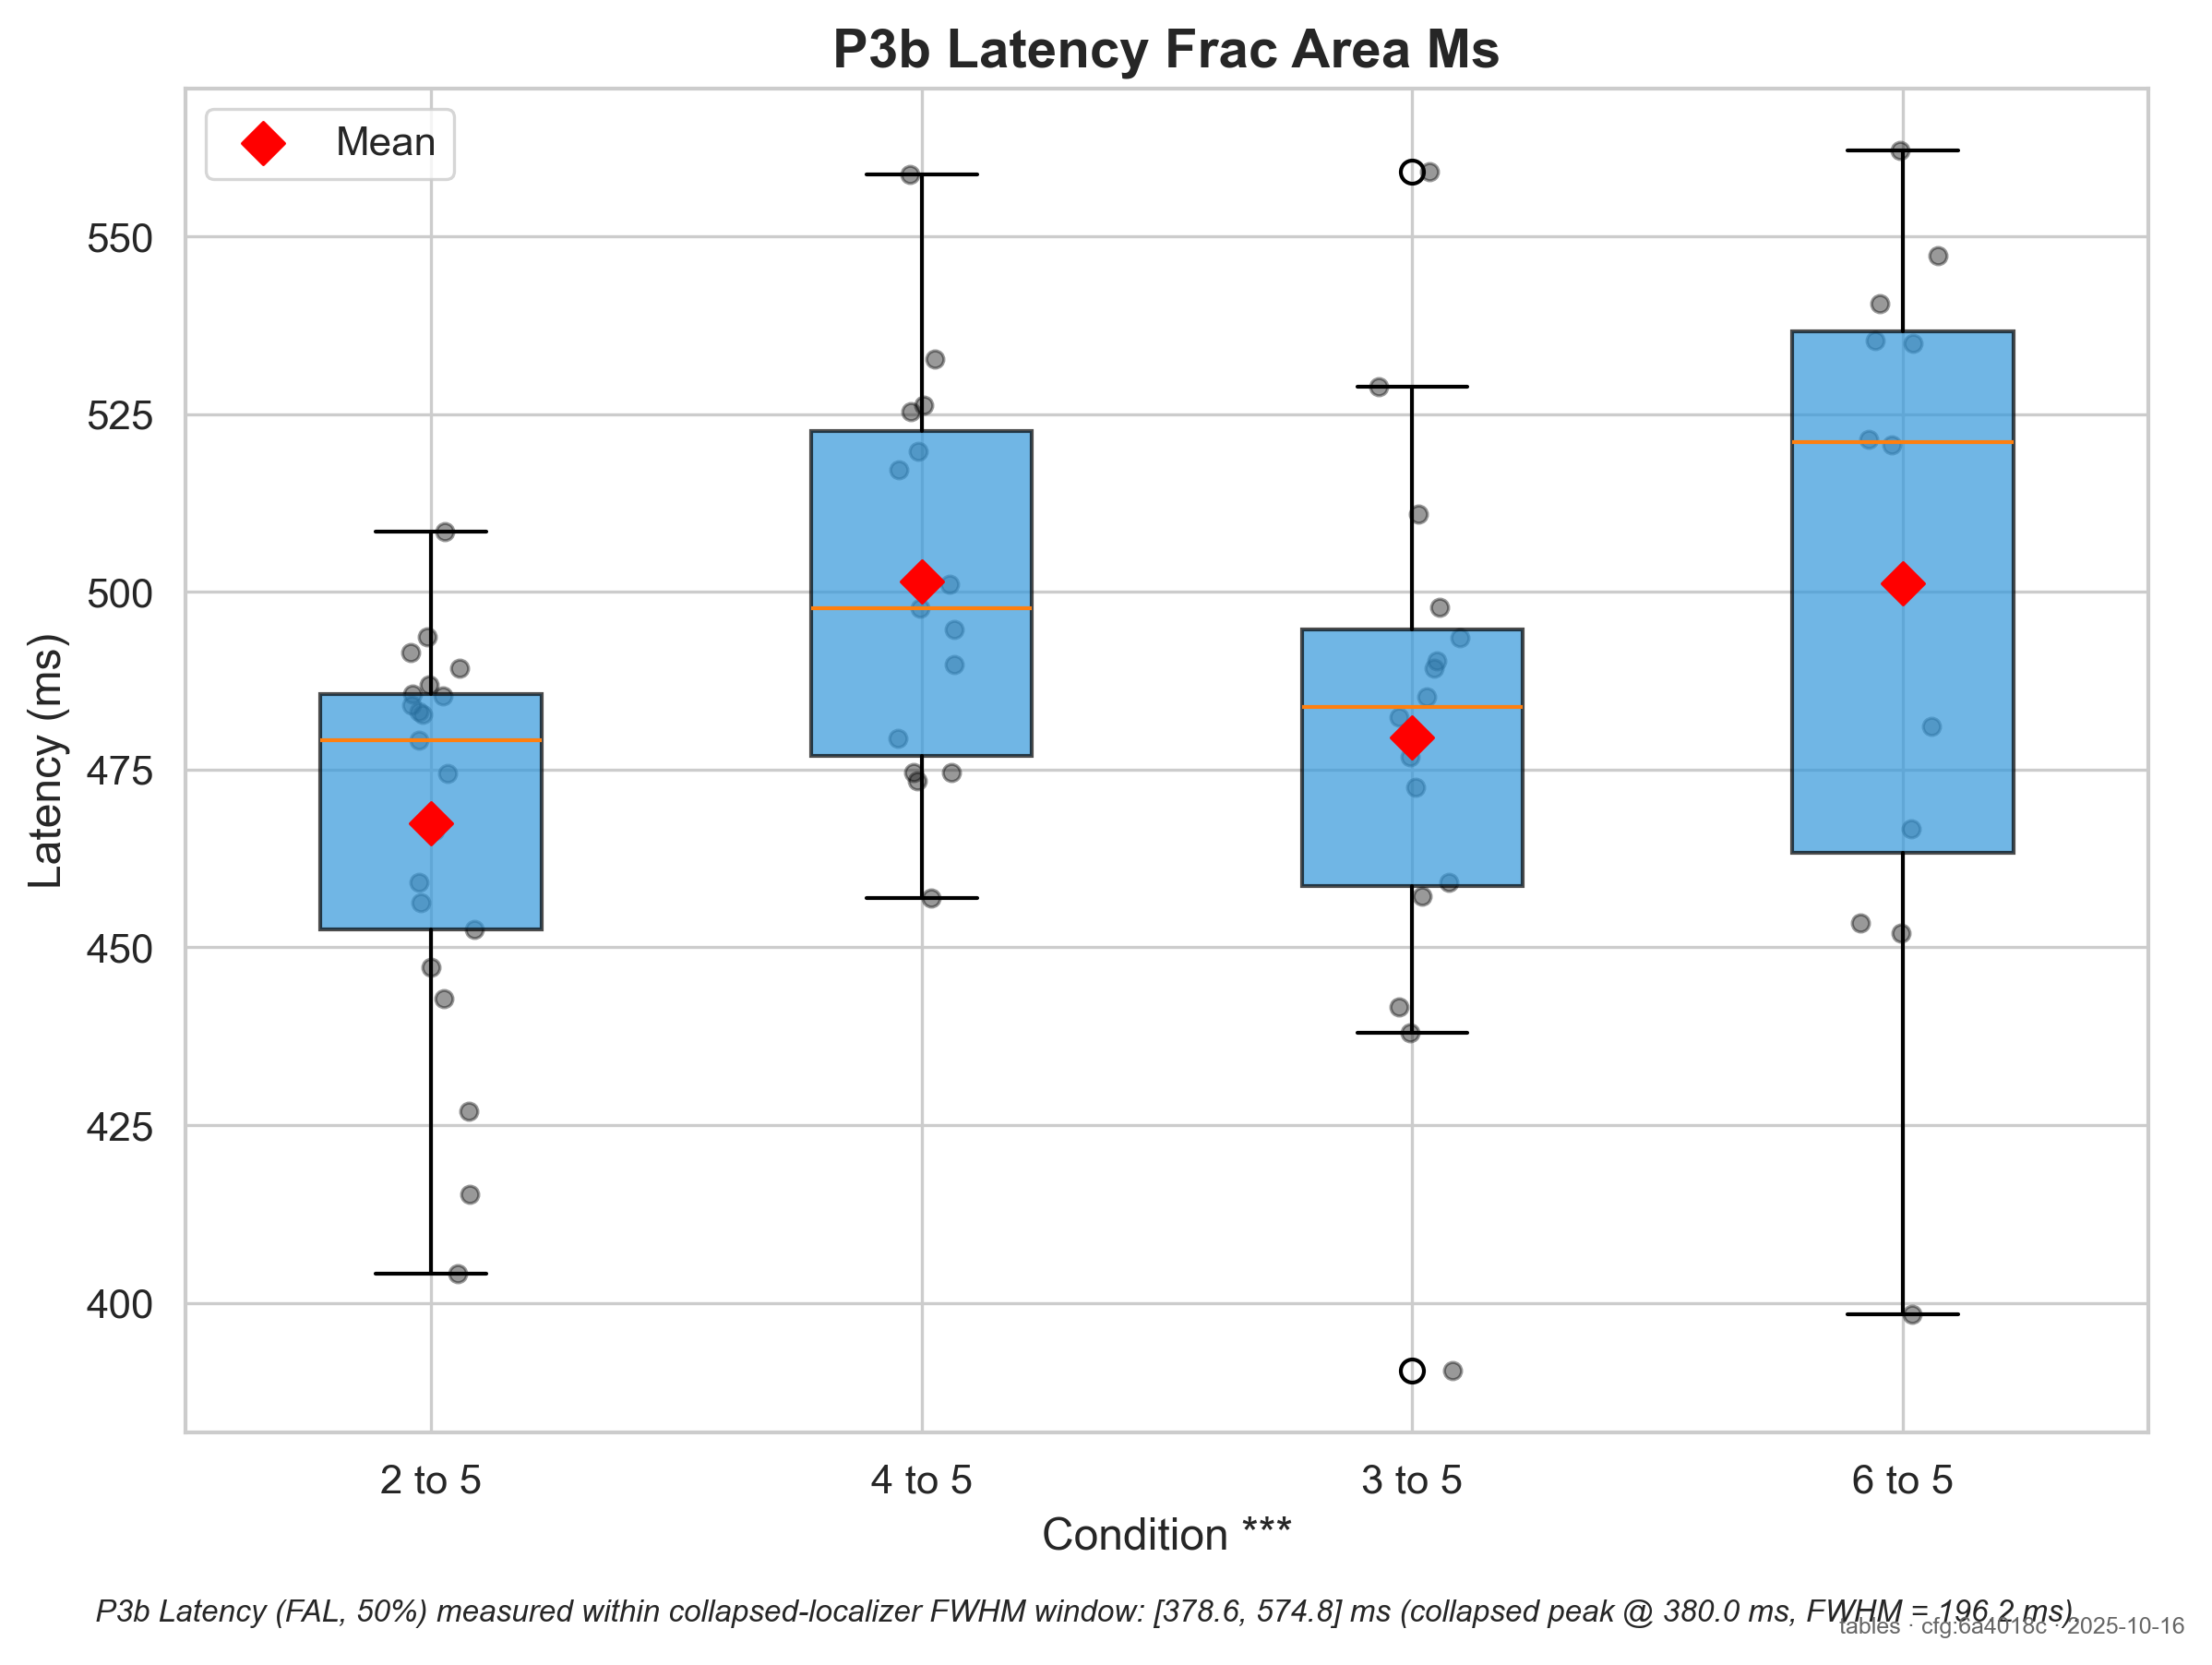 P3b Latency Frac Area Ms
Mean
Latency (ms)
550
525
500
475
450
425
400
2 to 5
4 to 5
3 to 5
6 to 5
Condition ***
P3b Latency (FAL, 50%) measured within collapsed-localizer FWHM window: [378.6, 574.8] ms (collapsed peak @ 380.0 ms, FWHM = 196.2 ms).
tables · cfg:6a4018c · 2025-10-16